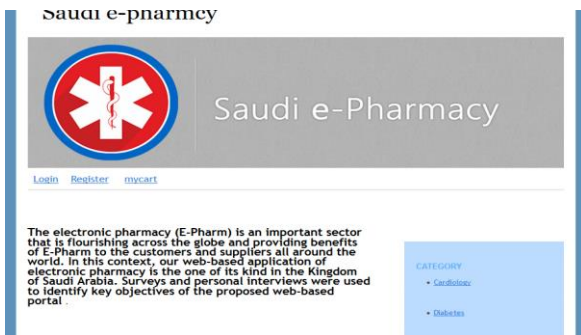 Saudi e-pharmcy
Saudi e-Pharmacy
Login Register mycart
The electronic pharmacy (E-Pharm) is an important sector
that is flourishing across the globe and providing benefits
of E-Pharm to the customers and suppliers all around the
world. In this context, our web-based application of
electronic pharmacy is the one of its kind in the Kingdom
of Saudi Arabia. Surveys and personal interviews were used
to identify key objectives of the proposed web-based
portal .
CATEGORY
Cardiology
Diabetes